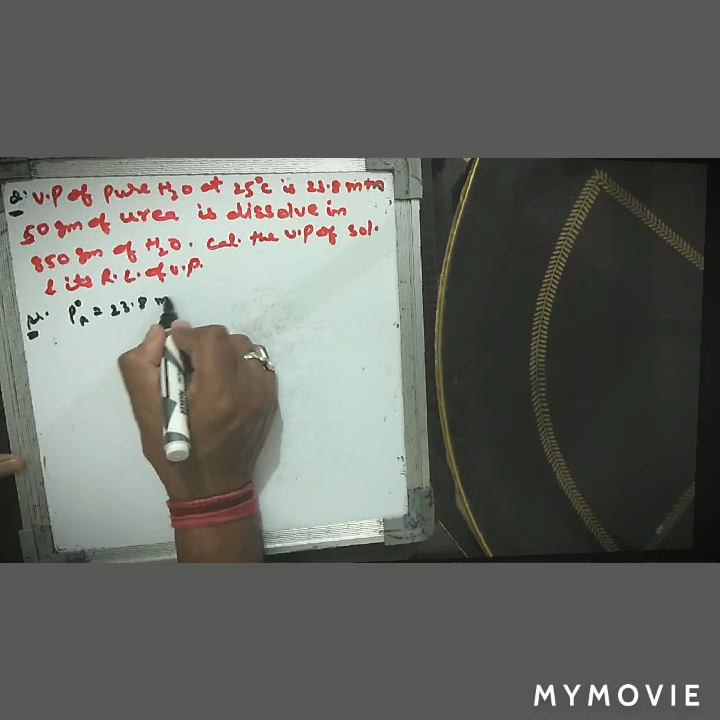 Q. V.P of Pure H2O at 25°C is 23.8 mm
50 gm of urea is dissolve in
850 gm of H2O. Cal. the V.P of sol.
& its R.L. of V.P.
P°A = 23.8 m
MYMOVIE